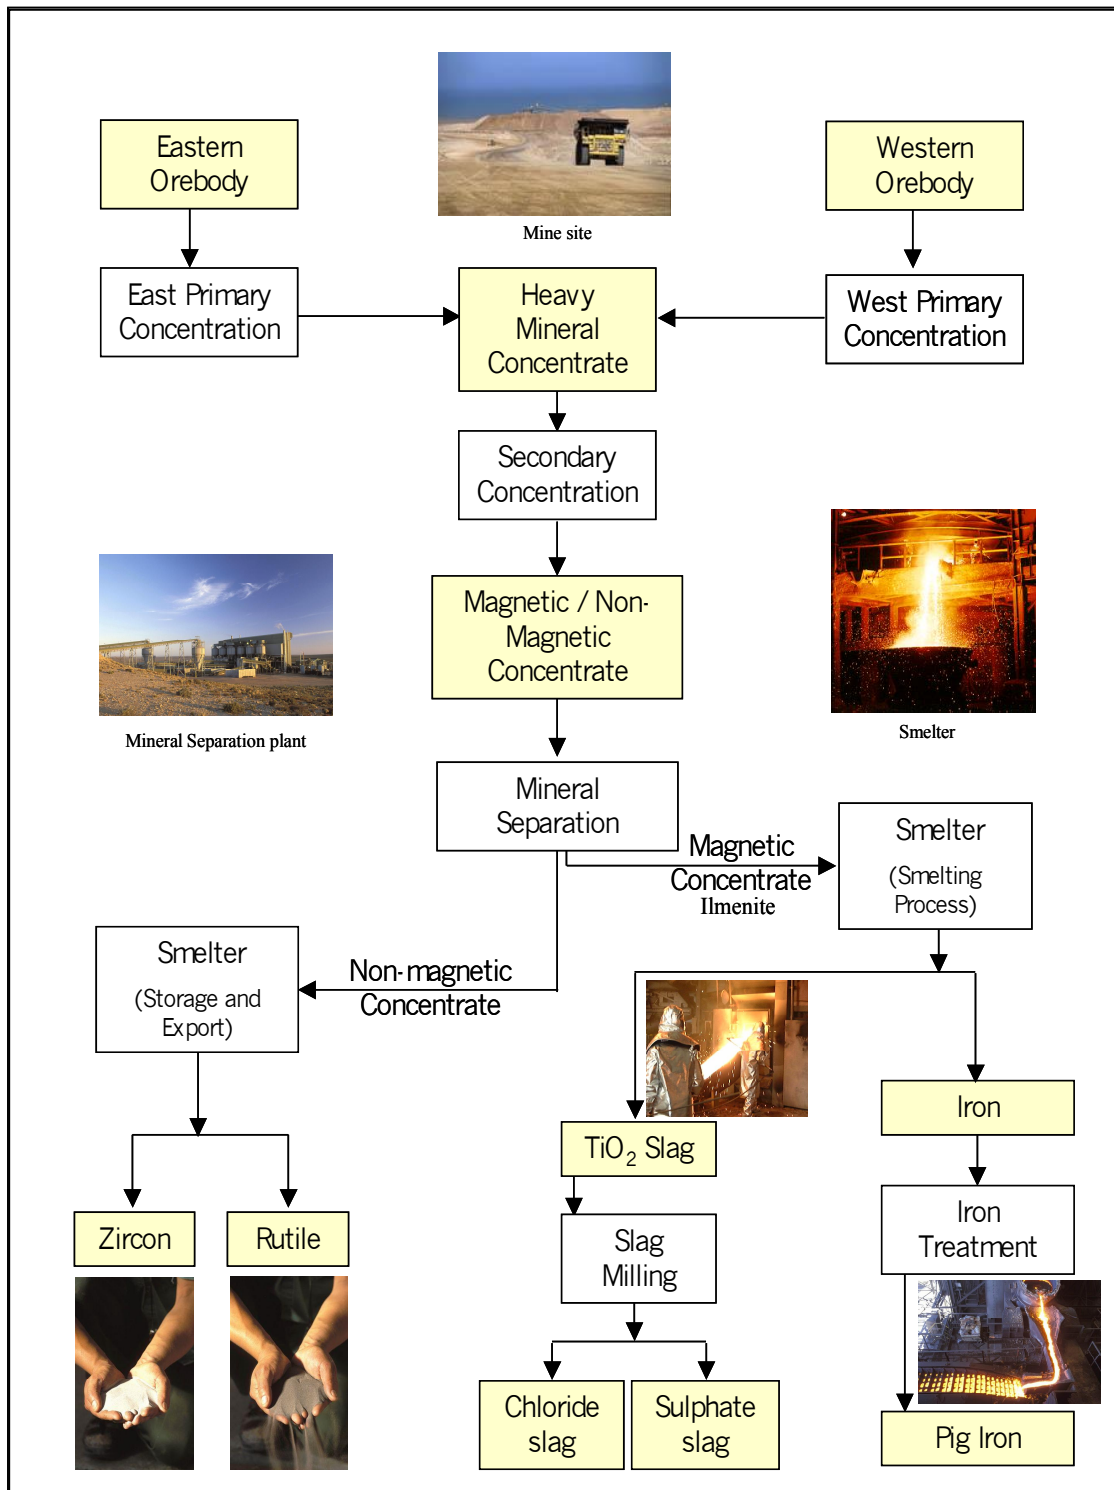 Eastern
Orebody
Western
Orebody
Mine site
East Primary
Concentration
Heavy
Mineral
Concentrate
West Primary
Concentration
Secondary
Concentration
Magnetic / Non-
Magnetic
Concentrate
Mineral Separation plant
Smelter
Mineral
Separation
Magnetic
Concentrate
Ilmenite
Smelter
(Smelting
Process)
Smelter
(Storage and
Export)
Non-magnetic
Concentrate
Iron
TiO₂ Slag
Zircon
Rutile
Slag
Milling
Iron
Treatment
Chloride
slag
Sulphate
slag
Pig Iron